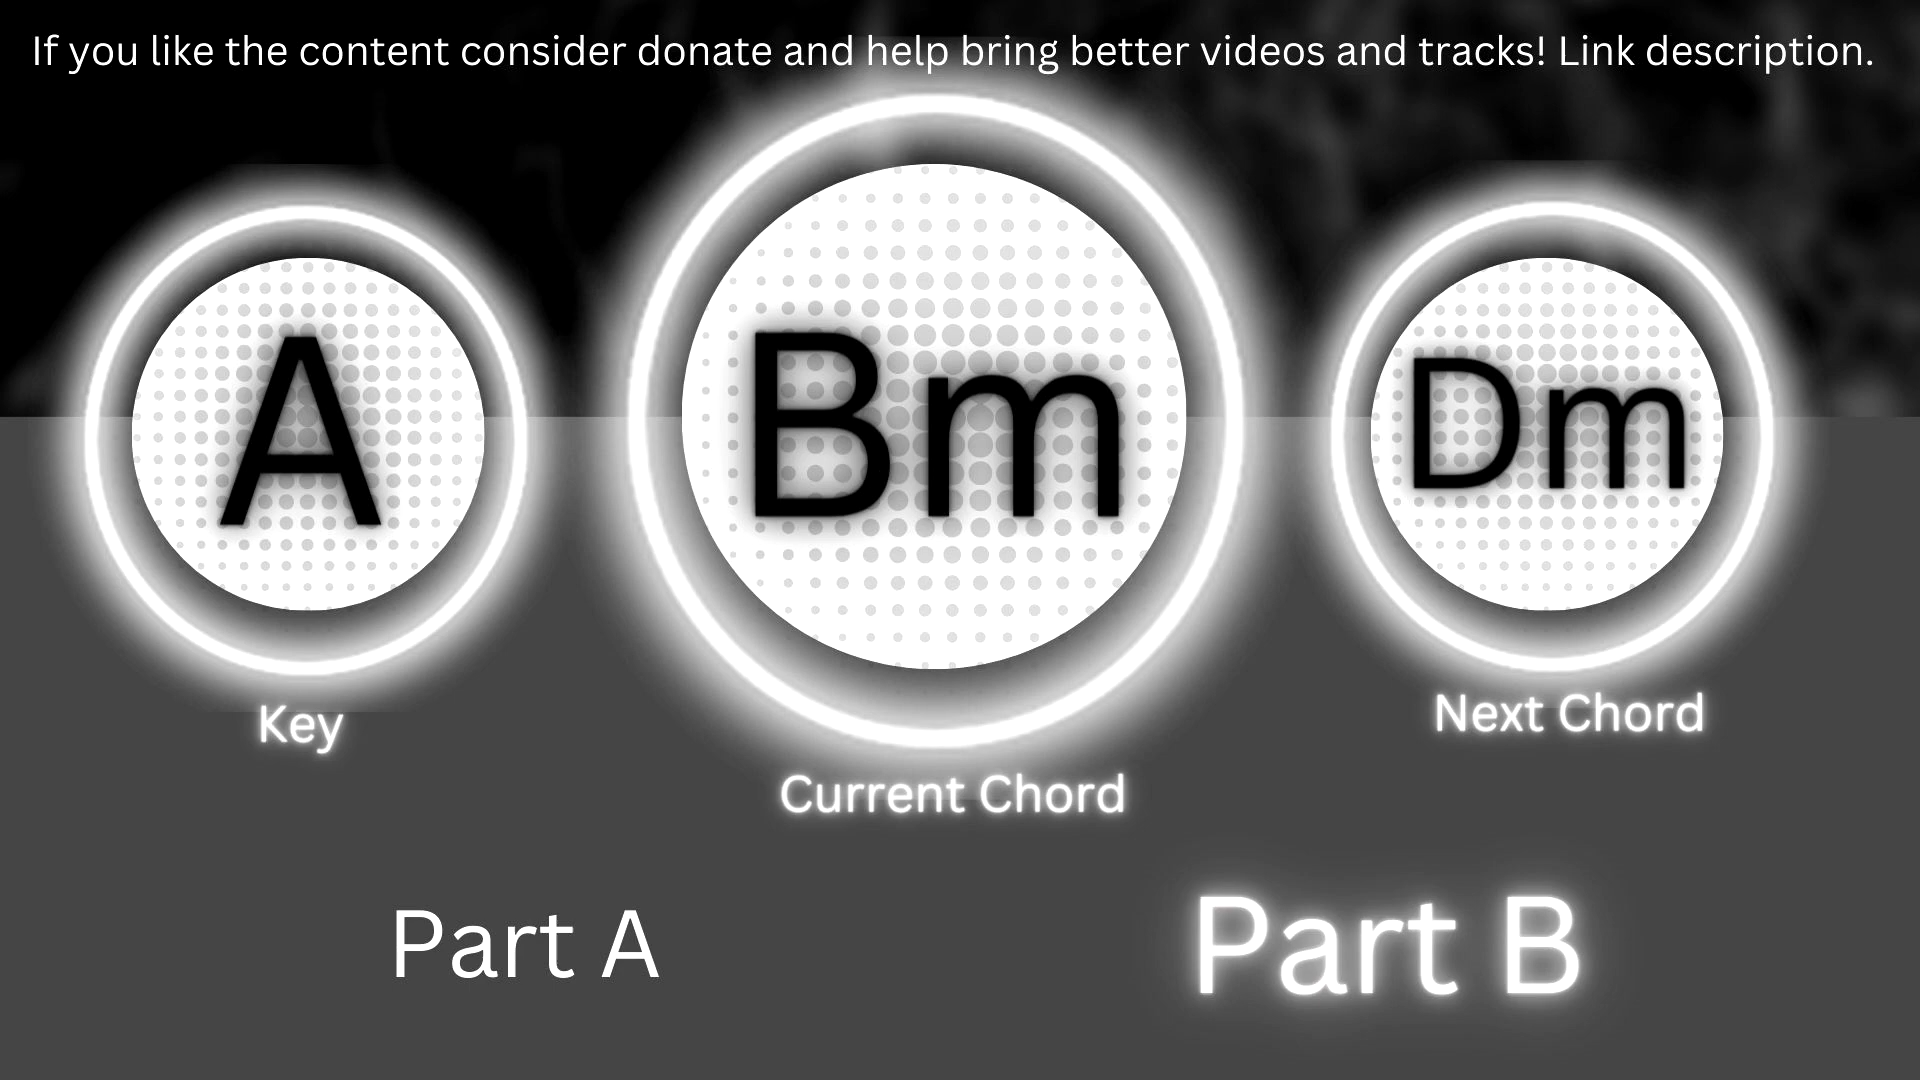 If you like the content consider donate and help bring better videos and tracks! Link description.
A
Bm
Dm
Key
Current Chord
Next Chord
Part A
Part B